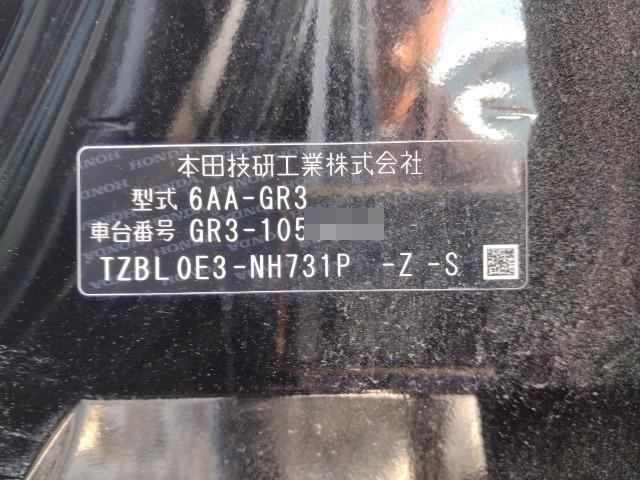 本田技研工業株式会社
型式 6AA-GR3
車台番号 GR3-105
TZBL0E3-NH731P -Z -S